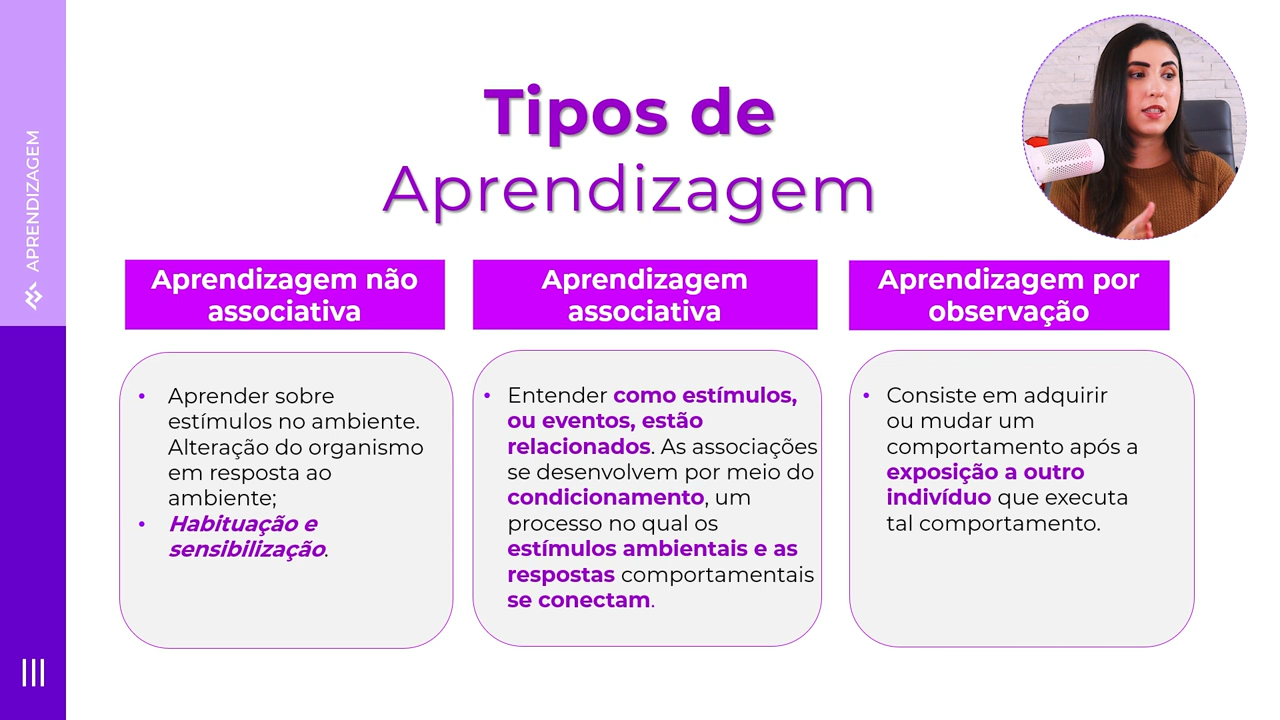 APRENDIZAGEM
Tipos de
Aprendizagem
Aprendizagem não
associativa
• Aprender sobre
estímulos no ambiente.
Alteração do organismo
em resposta ao
ambiente;
• Habituação e
sensibilização.
Aprendizagem
associativa
• Entender como estímulos,
ou eventos, estão
relacionados. As associações
se desenvolvem por meio do
condicionamento, um
processo no qual os
estímulos ambientais e as
respostas comportamentais
se conectam.
Aprendizagem por
observação
• Consiste em adquirir
ou mudar um
comportamento após a
exposição a outro
indivíduo que executa
tal comportamento.